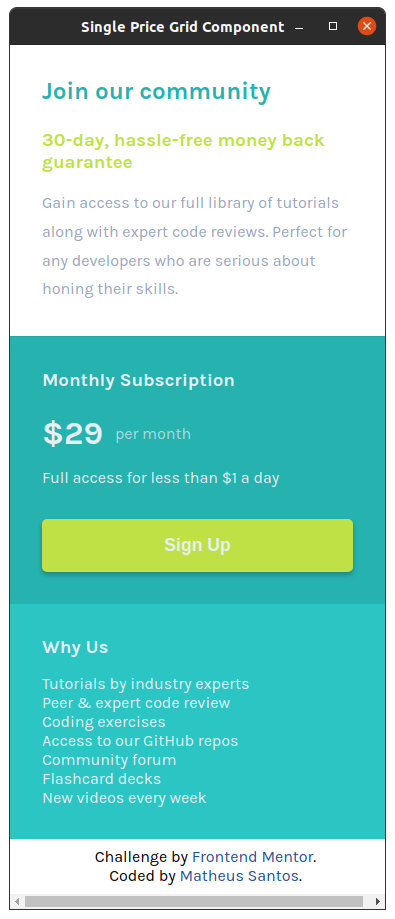 Single Price Grid Component
Join our community
30-day, hassle-free money back
guarantee
Gain access to our full library of tutorials
along with expert code reviews. Perfect for
any developers who are serious about
honing their skills.
Monthly Subscription
$29 per month
Full access for less than $1 a day
Sign Up
Why Us
Tutorials by industry experts
Peer & expert code review
Coding exercises
Access to our GitHub repos
Community forum
Flashcard decks
New videos every week
Challenge by Frontend Mentor.
Coded by Matheus Santos.